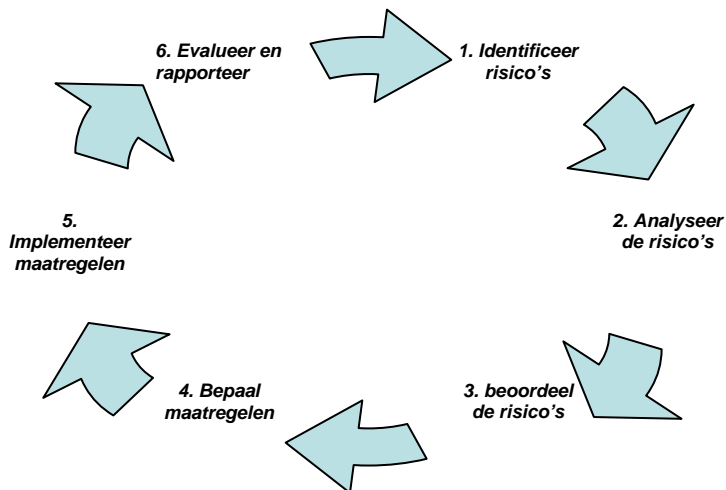 1. Identificeer
risico's
2. Analyseer
de risico's
3. beoordeel
de risico's
4. Bepaal
maatregelen
5.
Implementeer
maatregelen
6. Evalueer en
rapporteer